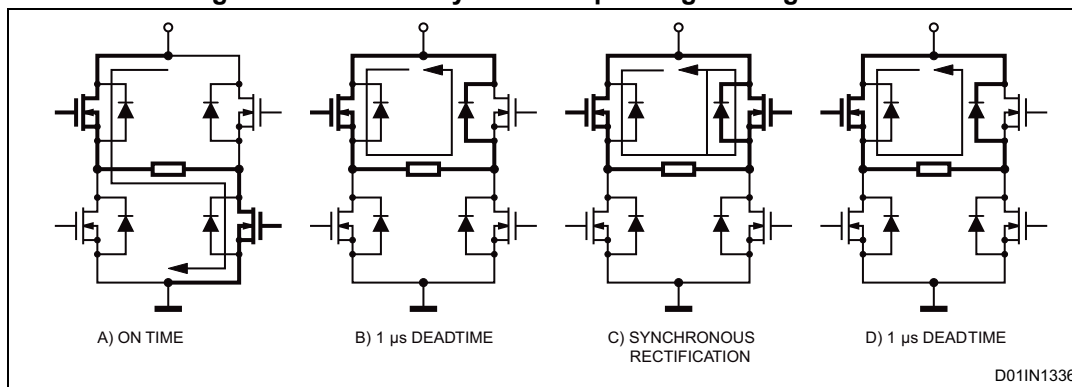 A) ON TIME
B) 1 μs DEADTIME
C) SYNCHRONOUS
RECTIFICATION
D) 1 μs DEADTIME
D01IN1336